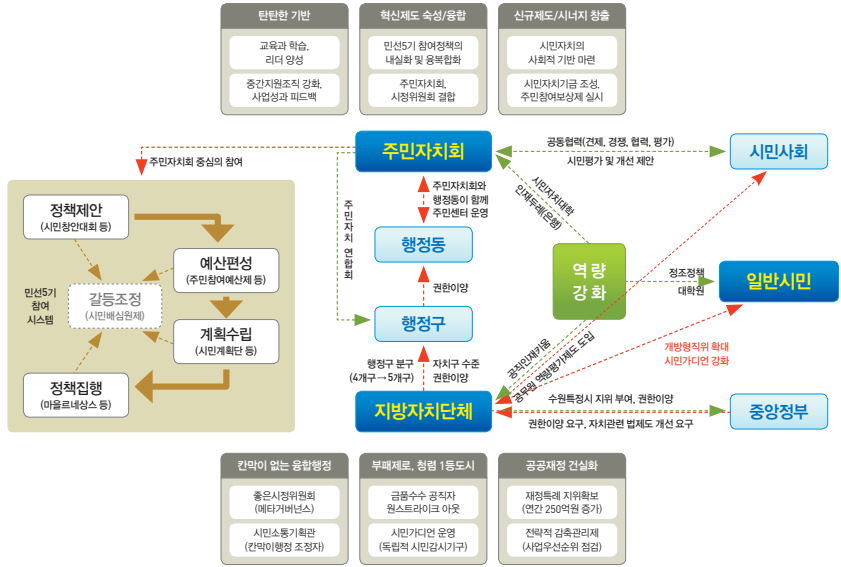 탄탄한 기반
교육과 학습,
리더 양성
중간지원조직 강화,
사업성과 피드백
혁신제도 숙성/융합
민선5기 참여정책의
내실화 및 융복합화
주민자치회,
시정위원회 결합
신규제도/시너지 창출
시민자치의
사회적 기반 마련
시민자치기금 조성,
주민참여보상제 실시
주민자치회 중심의 참여
주민자치회
공동협력(견제, 경쟁, 협력, 평가)
시민평가 및 개선 제안
시민사회
정책제안
(시민창안대회 등)
예산편성
(주민참여예산제 등)
민선5기
참여
시스템
갈등조정
(시민배심원제)
계획수립
(시민계획단 등)
정책집행
(마을르네상스 등)
주민자치 연합회
주민자치회와
행정동이 함께
주민센터 운영
행정동
권한이양
행정구
행정구 분구
(4개구→5개구)
자치구 수준
권한이양
시민자치대학
인재두레(은행)
역량
강화
정조정책
대학원
일반시민
공직인재키움
공무원 역량평가제도 도입
개방형직위 확대
시민가디언 강화
지방자치단체
수원특정시 지위 부여, 권한이양
권한이양 요구, 자치관련 법제도 개선 요구
중앙정부
칸막이 없는 융합행정
좋은시정위원회
(메타거버넌스)
시민소통기획관
(칸막이행정 조정자)
부패제로, 청렴 1등도시
금품수수 공직자
원스트라이크 아웃
시민가디언 운영
(독립적 시민감시기구)
공공재정 건실화
재정특례 지위확보
(연간 250억원 증가)
전략적 감축관리제
(사업우선순위 점검)